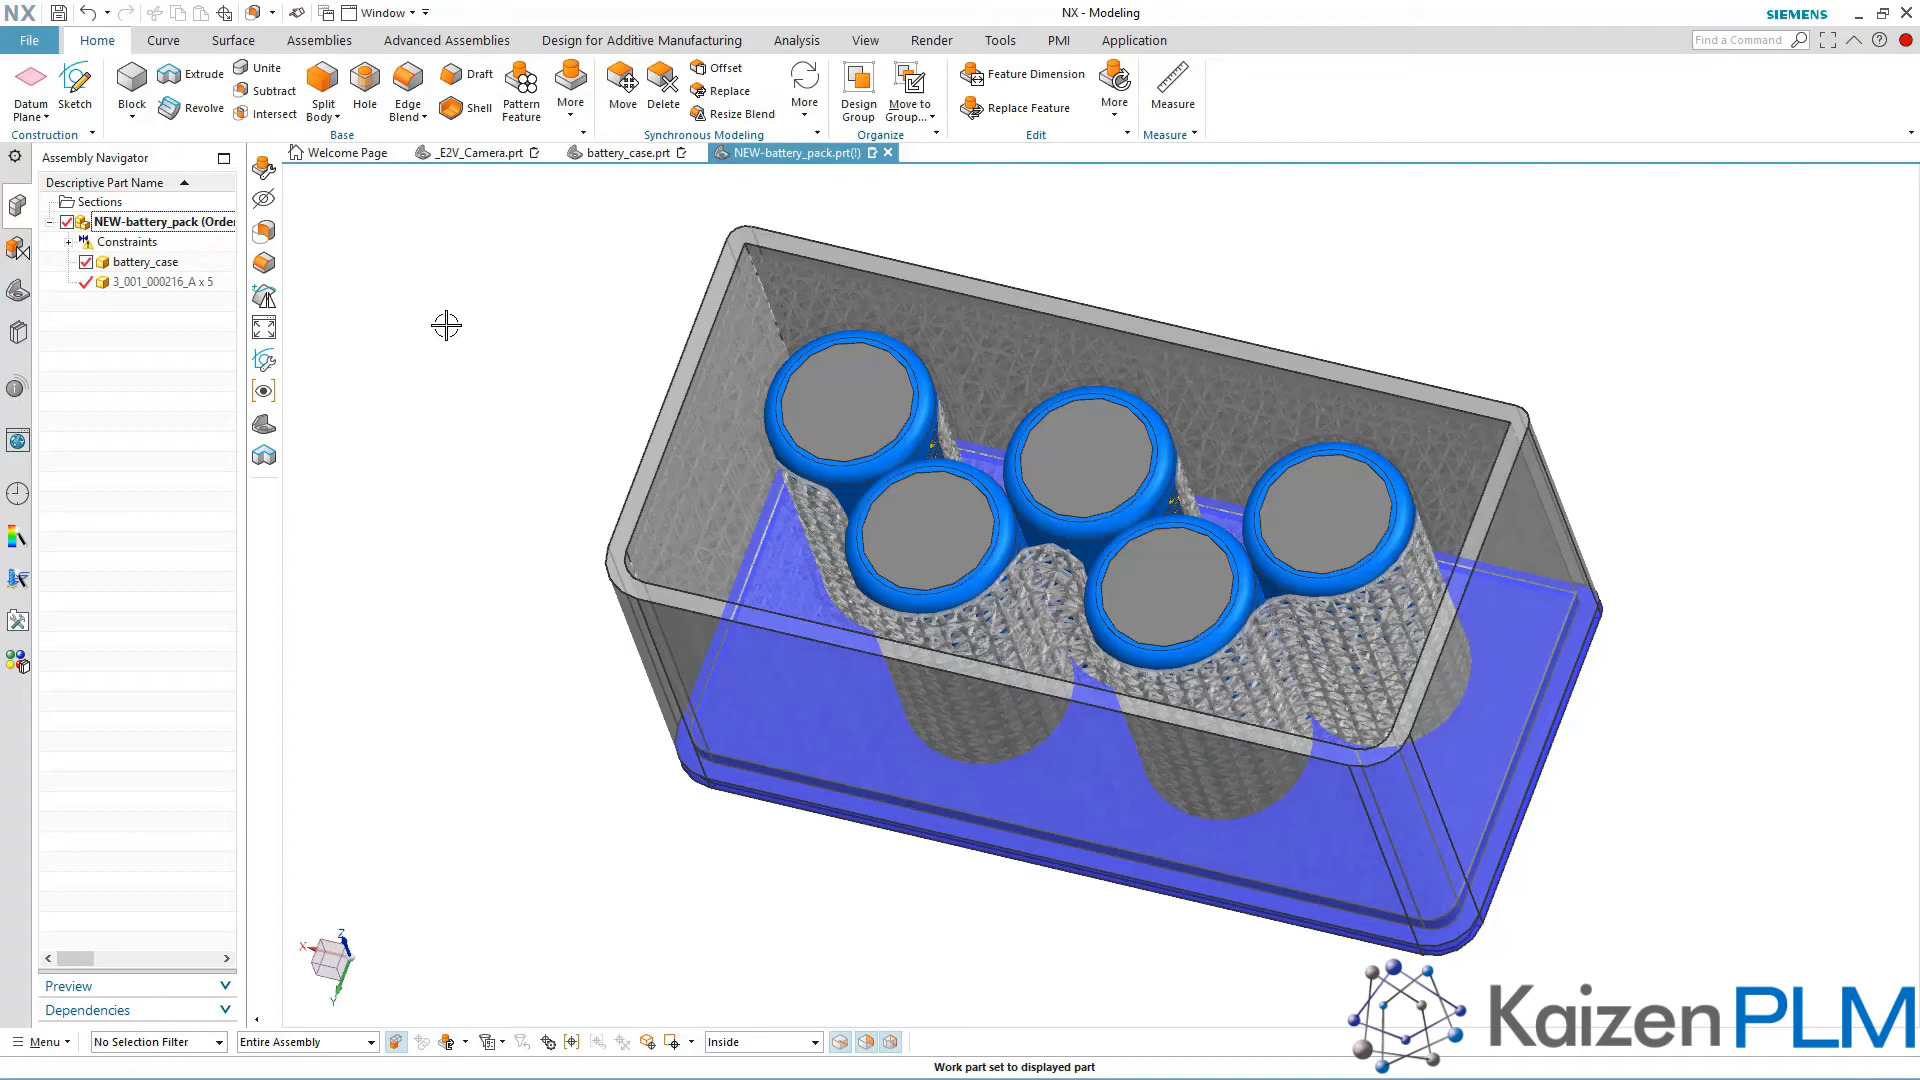 NX
Window
NX - Modeling
SIEMENS
File
Home
Curve
Surface
Assemblies
Advanced Assemblies
Design for Additive Manufacturing
Analysis
View
Render
Tools
PMI
Application
Find a Command
Datum Plane
Sketch
Construction
Block
Extrude
Revolve
Unite
Subtract
Intersect
Split Body
Hole
Edge Blend
Draft
Shell
Pattern Feature
More
Base
Move
Delete
Offset
Replace
Resize Blend
More
Synchronous Modeling
Design Group
Move to Group...
Organize
Feature Dimension
Replace Feature
More
Edit
Measure
Measure
Assembly Navigator
Welcome Page
_E2V_Camera.prt
battery_case.prt
NEW-battery_pack.prt(!)
Descriptive Part Name
Sections
NEW-battery_pack (Order
Constraints
battery_case
3_001_000216_A x 5
X
Z
Y
Preview
Dependencies
KaizenPLM
Menu
No Selection Filter
Entire Assembly
Inside
Work part set to displayed part